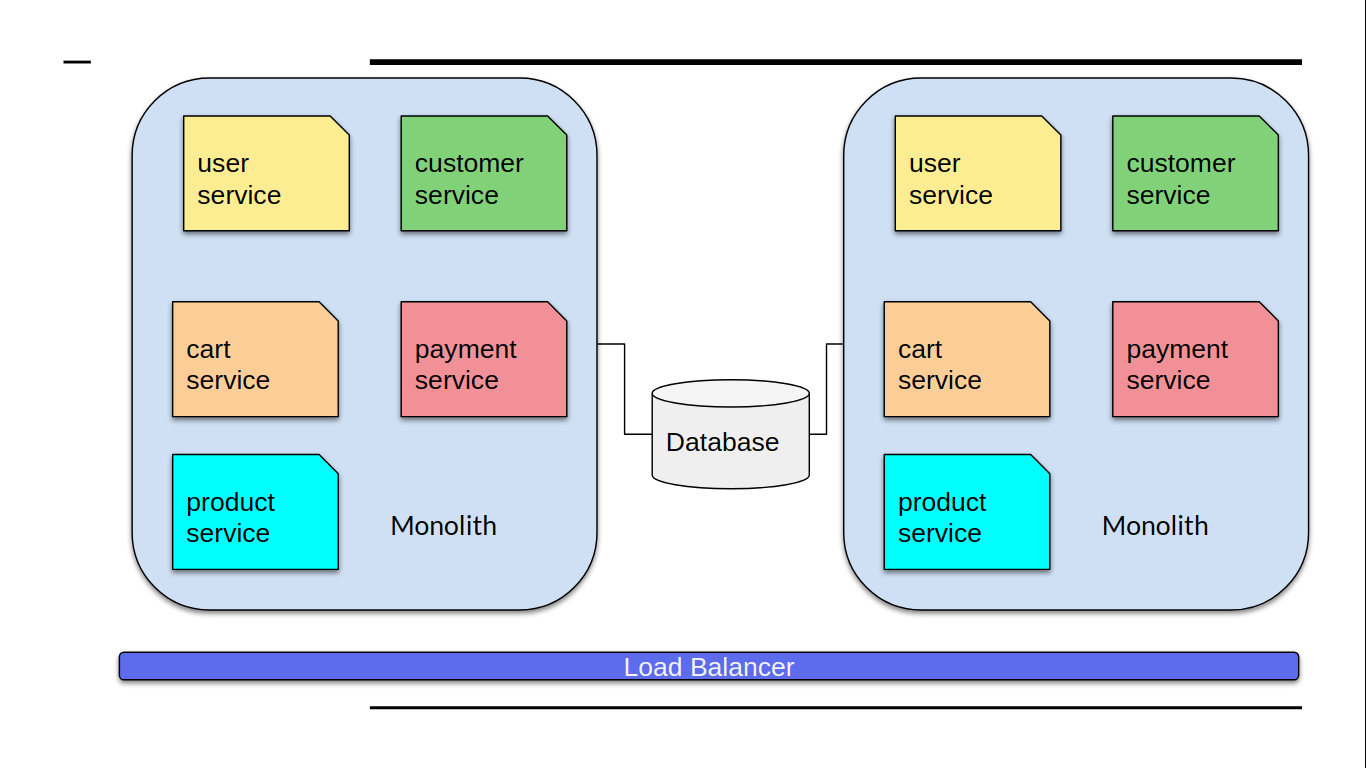 user
service
customer
service
cart
service
payment
service
product
service
Monolith
Database
user
service
customer
service
cart
service
payment
service
product
service
Monolith
Load Balancer